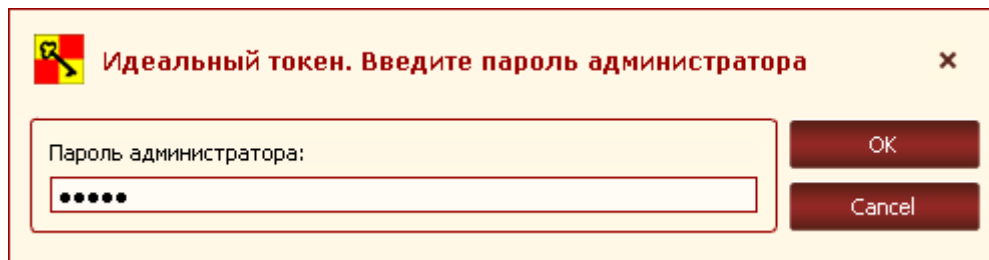 Идеальный токен. Введите пароль администратора
Пароль администратора:
●●●●●
OK
Cancel